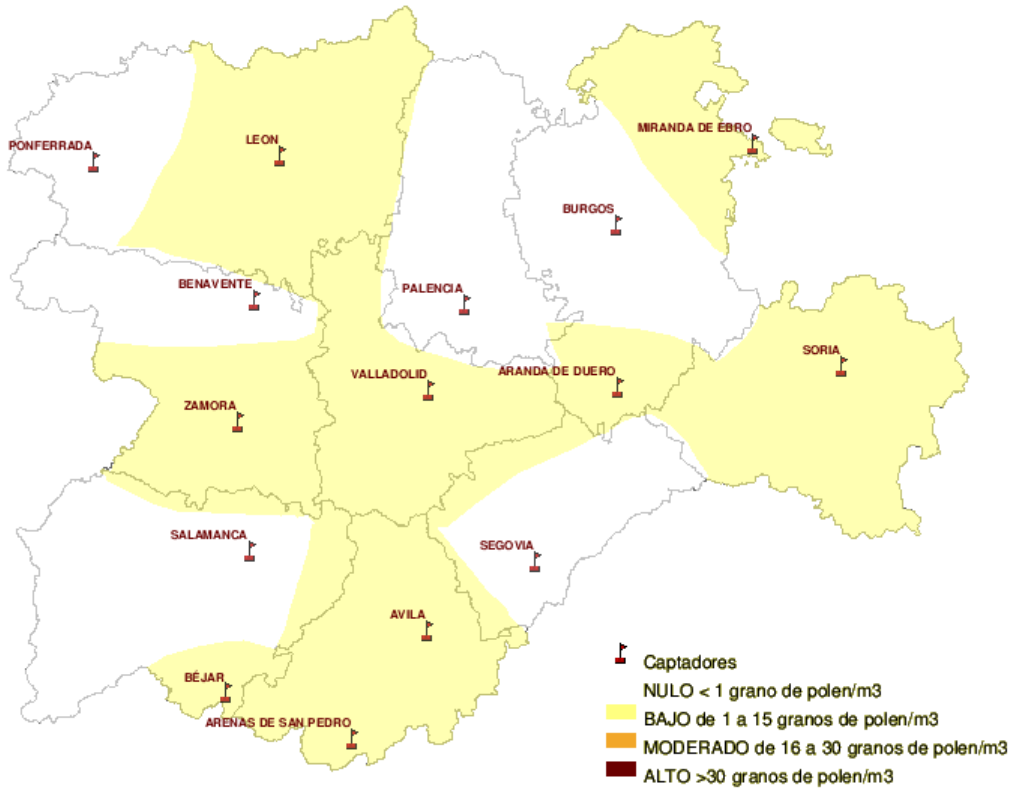 LEON
MIRANDA DE EBRO
PONFERRADA
BURGOS
BENAVENTE
PALENCIA
SORIA
VALLADOLID
ARANDA DE DUERO
ZAMORA
SALAMANCA
SEGOVIA
AVILA
BÉJAR
ARENAS DE SAN PEDRO
Captadores
NULO < 1 grano de polen/m3
BAJO de 1 a 15 granos de polen/m3
MODERADO de 16 a 30 granos de polen/m3
ALTO >30 granos de polen/m3